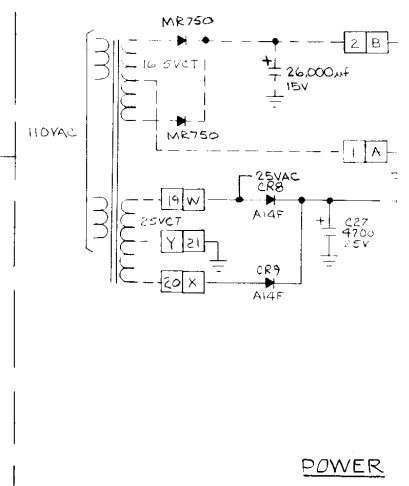 MR750
16.5VCT
2 B
+
26,000uf
15V
110VAC
MR750
1 A
25VAC
19 W
CR8
A14F
25VCT
+
C27
4700
25V
Y 21
CR9
20 X
A14F
POWER